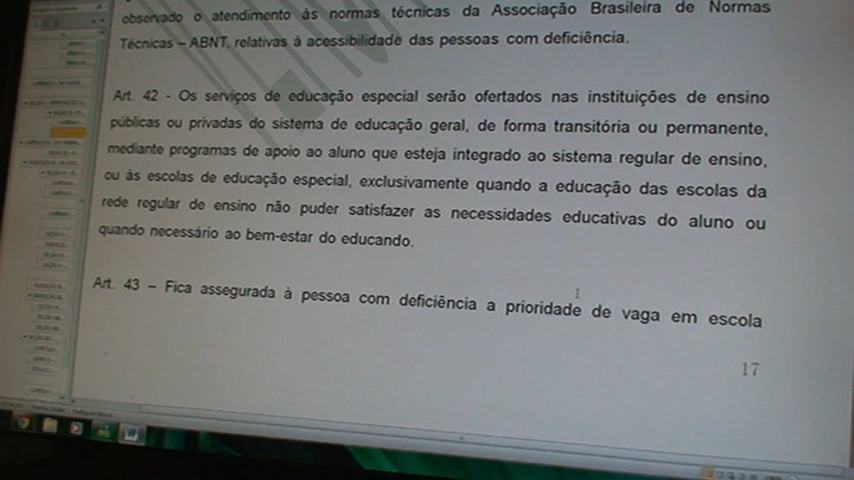 observado o atendimento às normas técnicas da Associação Brasileira de Normas
Técnicas – ABNT, relativas à acessibilidade das pessoas com deficiência.
Art. 42 - Os serviços de educação especial serão ofertados nas instituições de ensino
públicas ou privadas do sistema de educação geral, de forma transitória ou permanente,
mediante programas de apoio ao aluno que esteja integrado ao sistema regular de ensino,
ou às escolas de educação especial, exclusivamente quando a educação das escolas da
rede regular de ensino não puder satisfazer as necessidades educativas do aluno ou
quando necessário ao bem-estar do educando.
Art. 43 – Fica assegurada à pessoa com deficiência a prioridade de vaga em escola
17